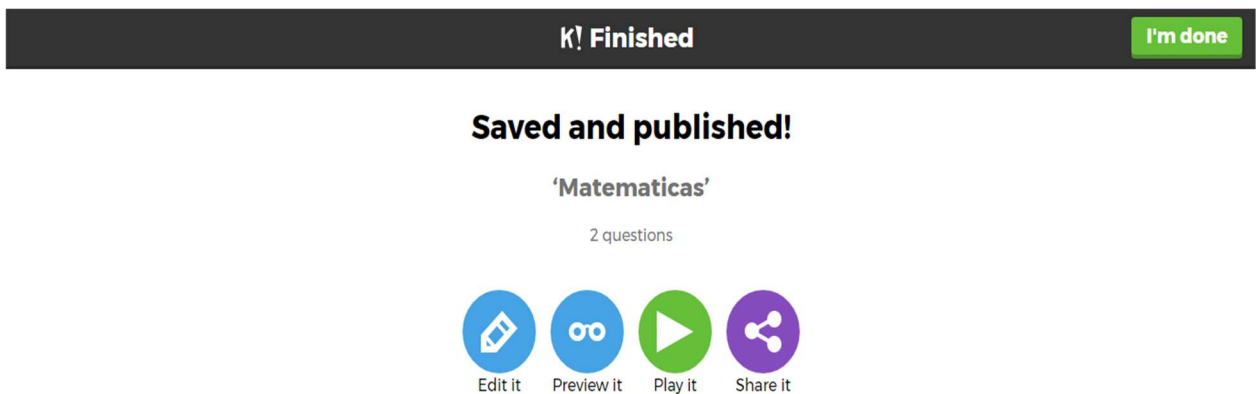 K! Finished
I'm done
Saved and published!
‘Matematicas’
2 questions
Edit it Preview it Play it Share it